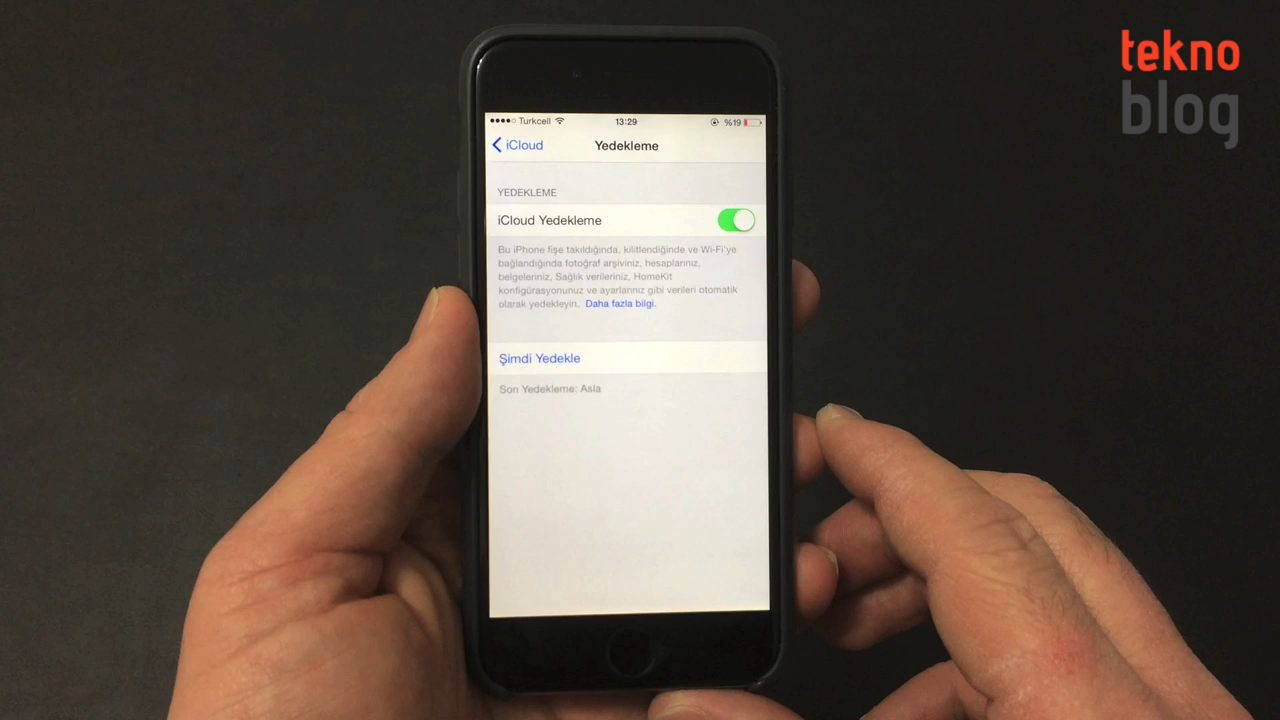 tekno
blog
Turkcell 13:29 %19
iCloud Yedekleme
YEDEKLEME
iCloud Yedekleme
Bu iPhone fişe takıldığında, kilitlendiğinde ve Wi-Fi'ye
bağlandığında fotoğraf arşiviniz, hesaplarınız,
belgeleriniz, Sağlık verileriniz, HomeKit
konfigürasyonunuz ve ayarlarınız gibi verileri otomatik
olarak yedekleyin. Daha fazla bilgi.
Şimdi Yedekle
Son Yedekleme: Asla